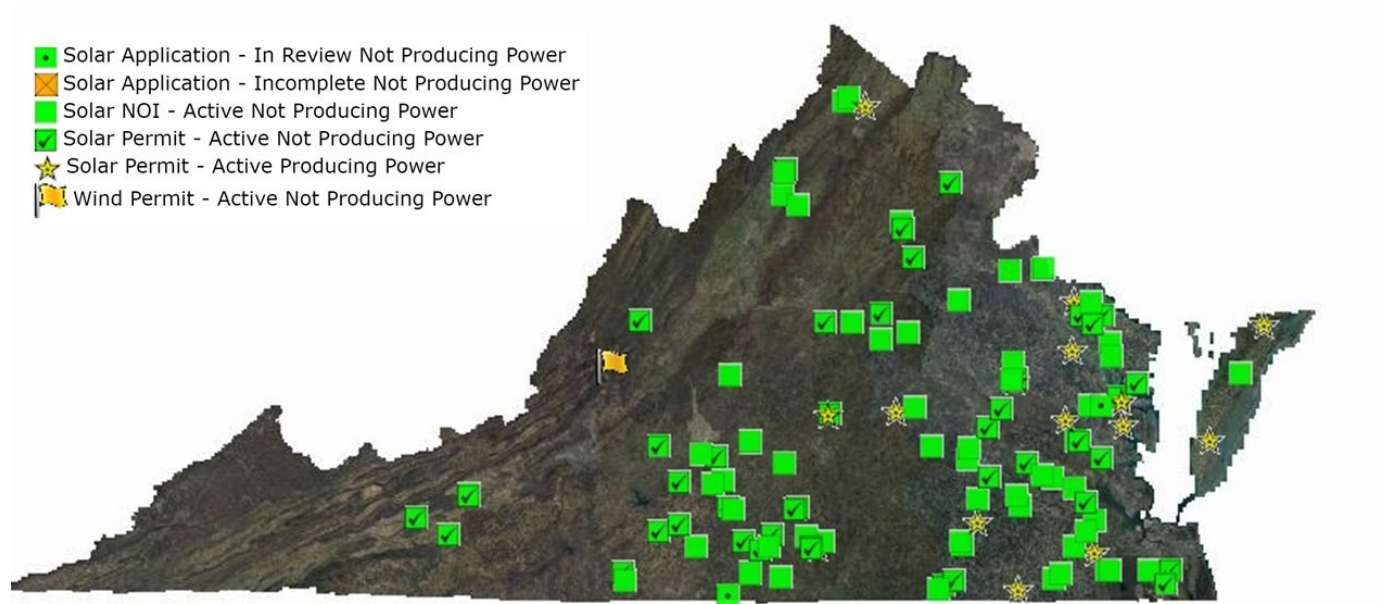 Solar Application - In Review Not Producing Power
Solar Application - Incomplete Not Producing Power
Solar NOI - Active Not Producing Power
Solar Permit - Active Not Producing Power
Solar Permit - Active Producing Power
Wind Permit - Active Not Producing Power